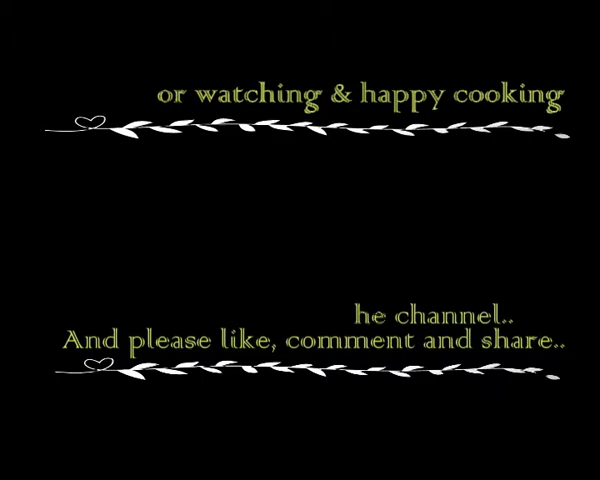 or watching & happy cooking
he channel..
And please like, comment and share..